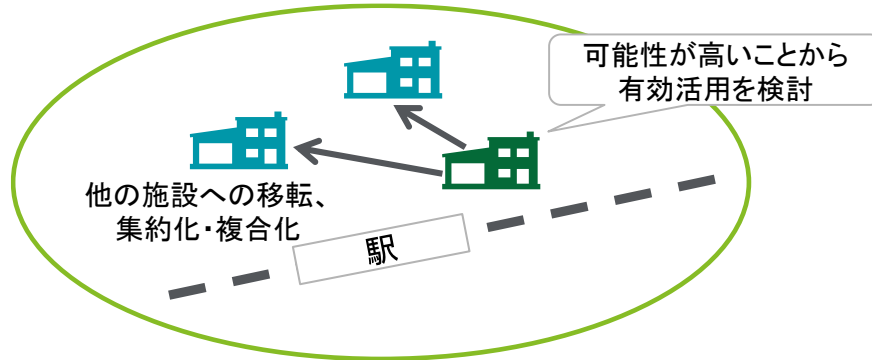 可能性が高いことから
有効活用を検討
他の施設への移転、
集約化・複合化
駅